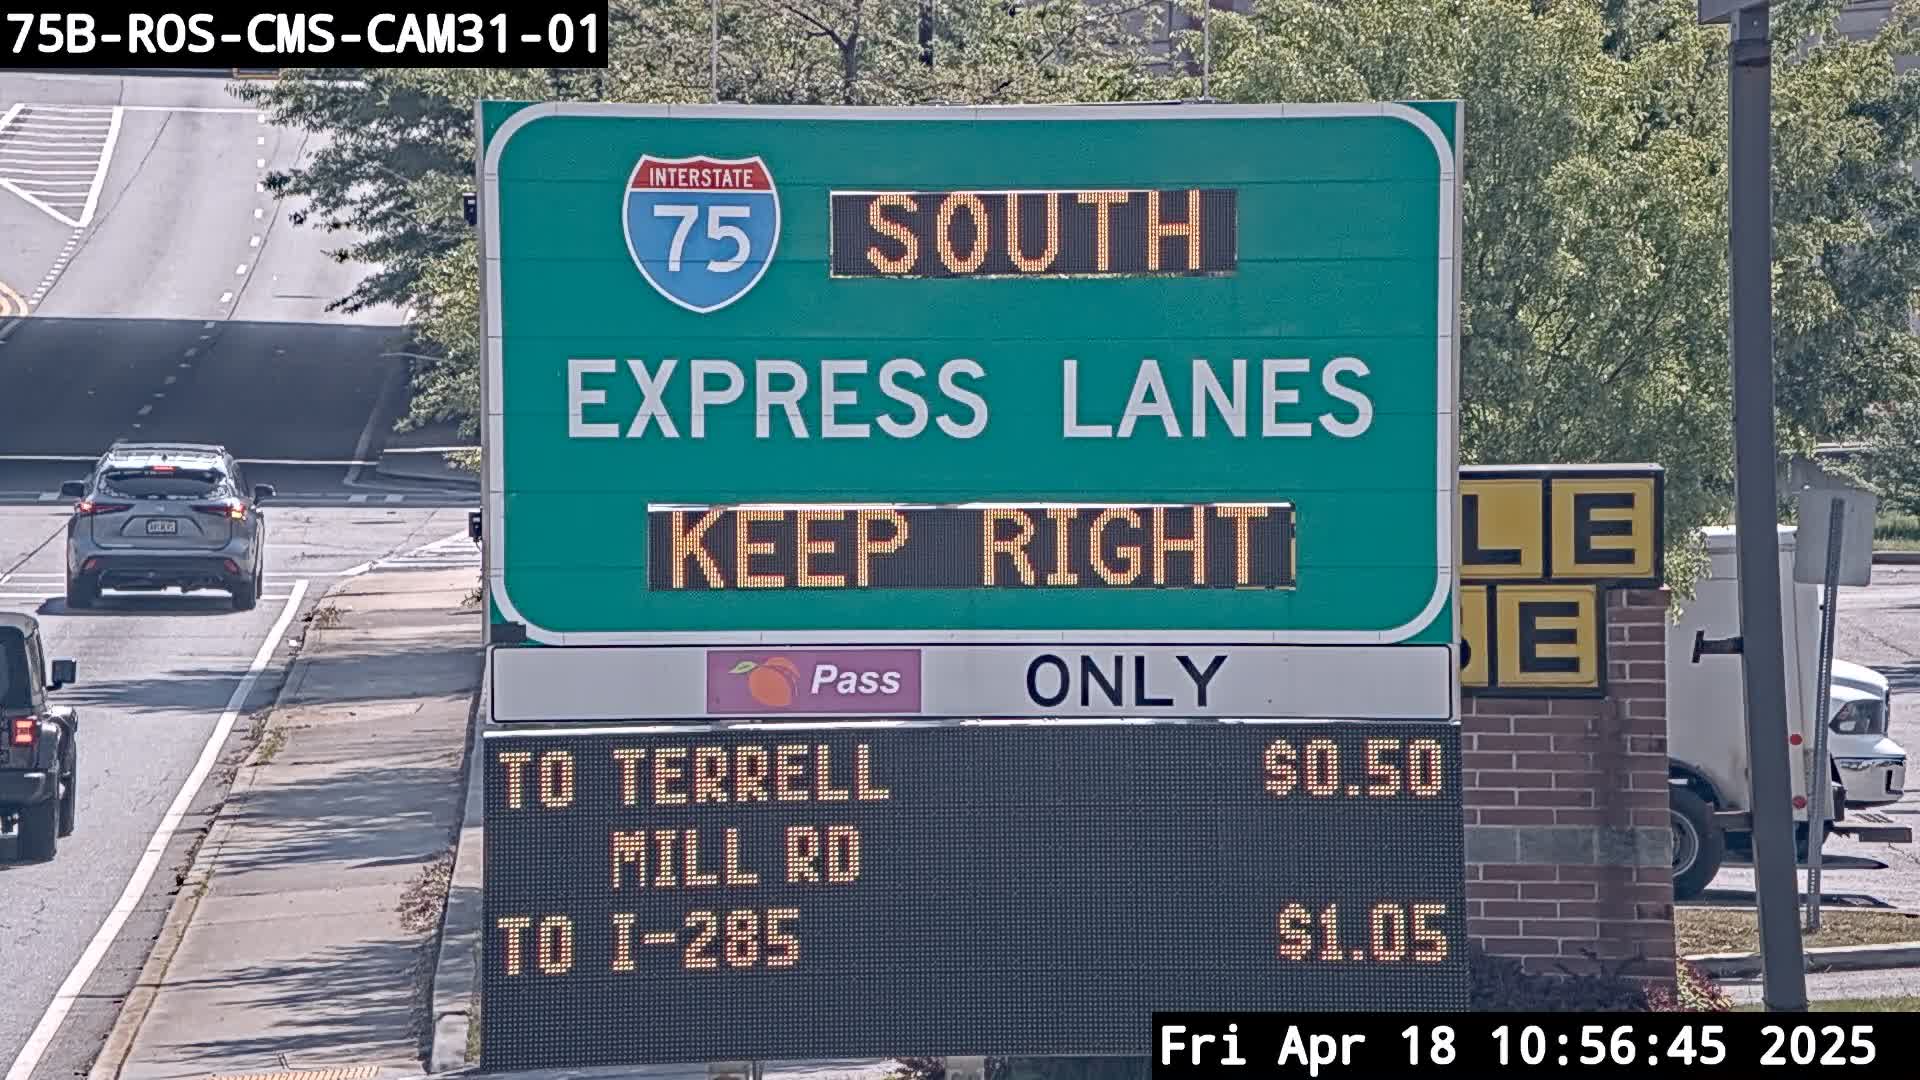 75B-ROS-CMS-CAM31-01
INTERSTATE
75
SOUTH
EXPRESS LANES
KEEP RIGHT
Pass ONLY
TO TERRELL $0.50
MILL RD
TO I-285 $1.05
LE
E
Fri Apr 18 10:56:45 2025